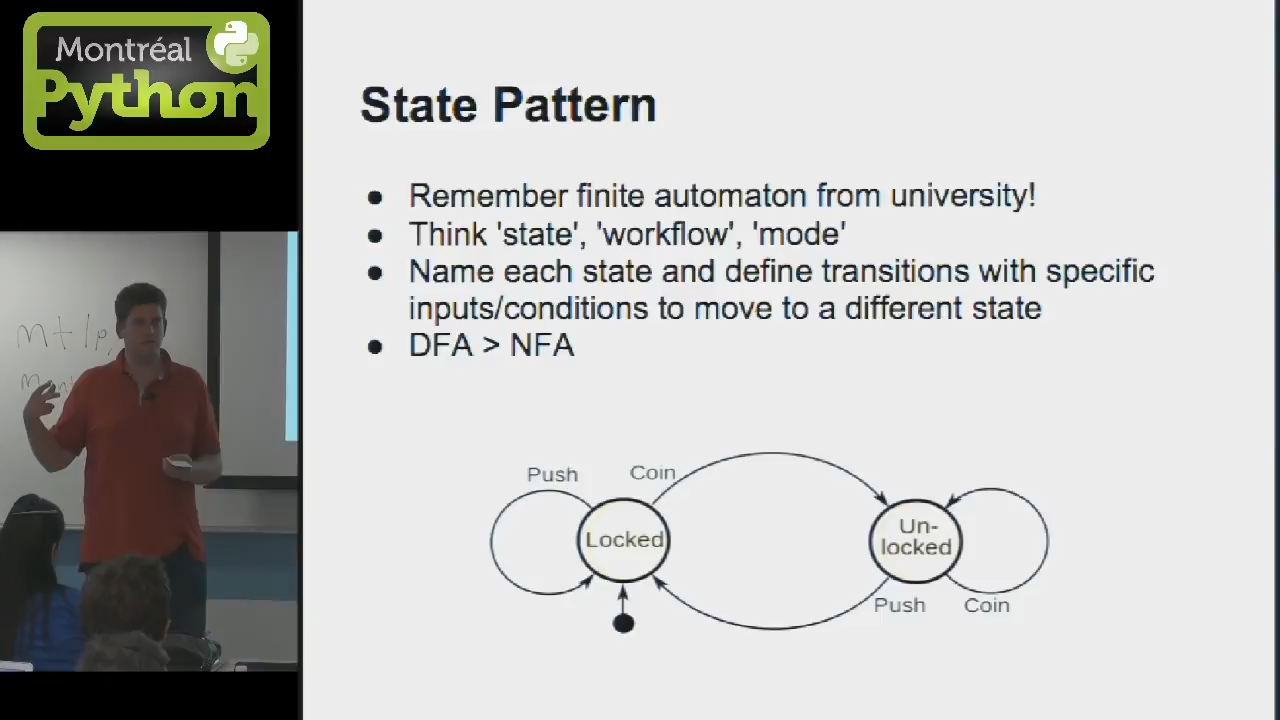 Montréal
Python
State Pattern
● Remember finite automaton from university!
● Think 'state', 'workflow', 'mode'
● Name each state and define transitions with specific
inputs/conditions to move to a different state
● DFA > NFA
Push
Coin
Locked
Un-
locked
Push
Coin